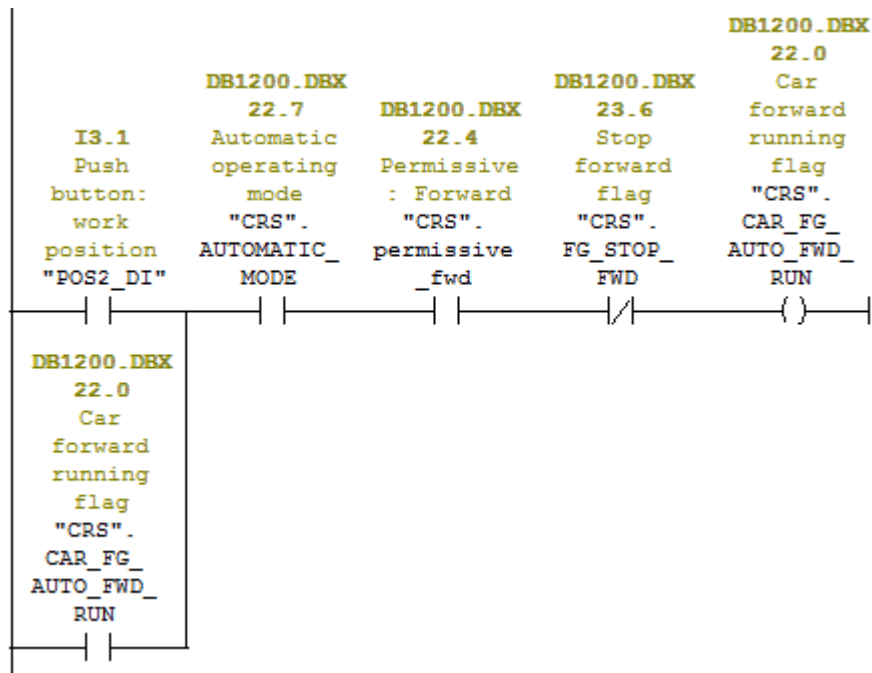 I3.1
Push
button:
work
position
"POS2_DI"
DB1200.DBX
22.7
Automatic
operating
mode
"CRS".
AUTOMATIC_
MODE
DB1200.DBX
22.4
Permissive
: Forward
"CRS".
permissive
_fwd
DB1200.DBX
23.6
Stop
forward
flag
"CRS".
FG_STOP_
FWD
DB1200.DBX
22.0
Car
forward
running
flag
"CRS".
CAR_FG_
AUTO_FWD_
RUN
DB1200.DBX
22.0
Car
forward
running
flag
"CRS".
CAR_FG_
AUTO_FWD_
RUN